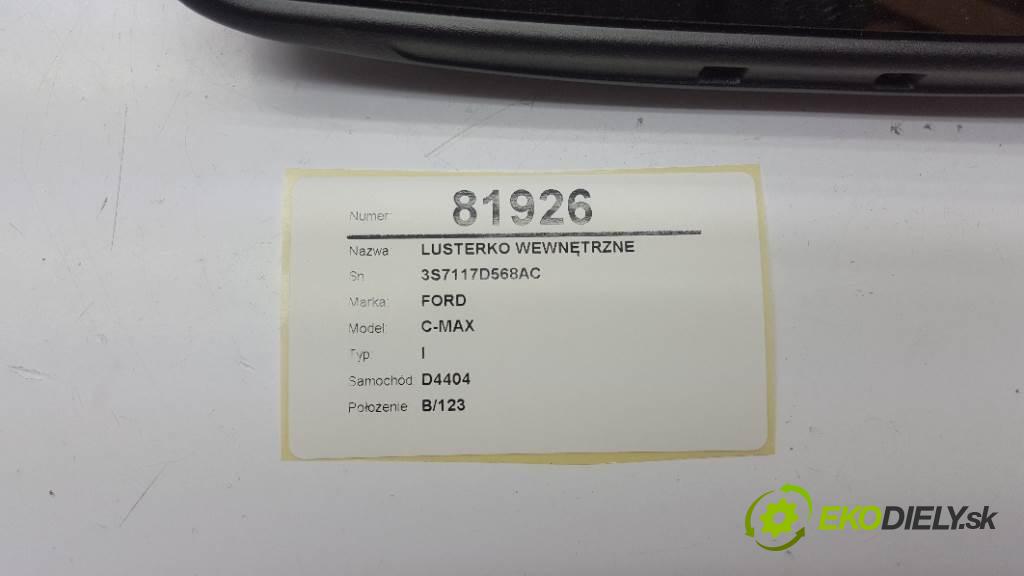 Numer: 81926
Nazwa LUSTERKO WEWNĘTRZNE
Sn 3S7117D568AC
Marka: FORD
Model: C-MAX
Typ: I
Samochód: D4404
Położenie B/123
EKODIELY.sk